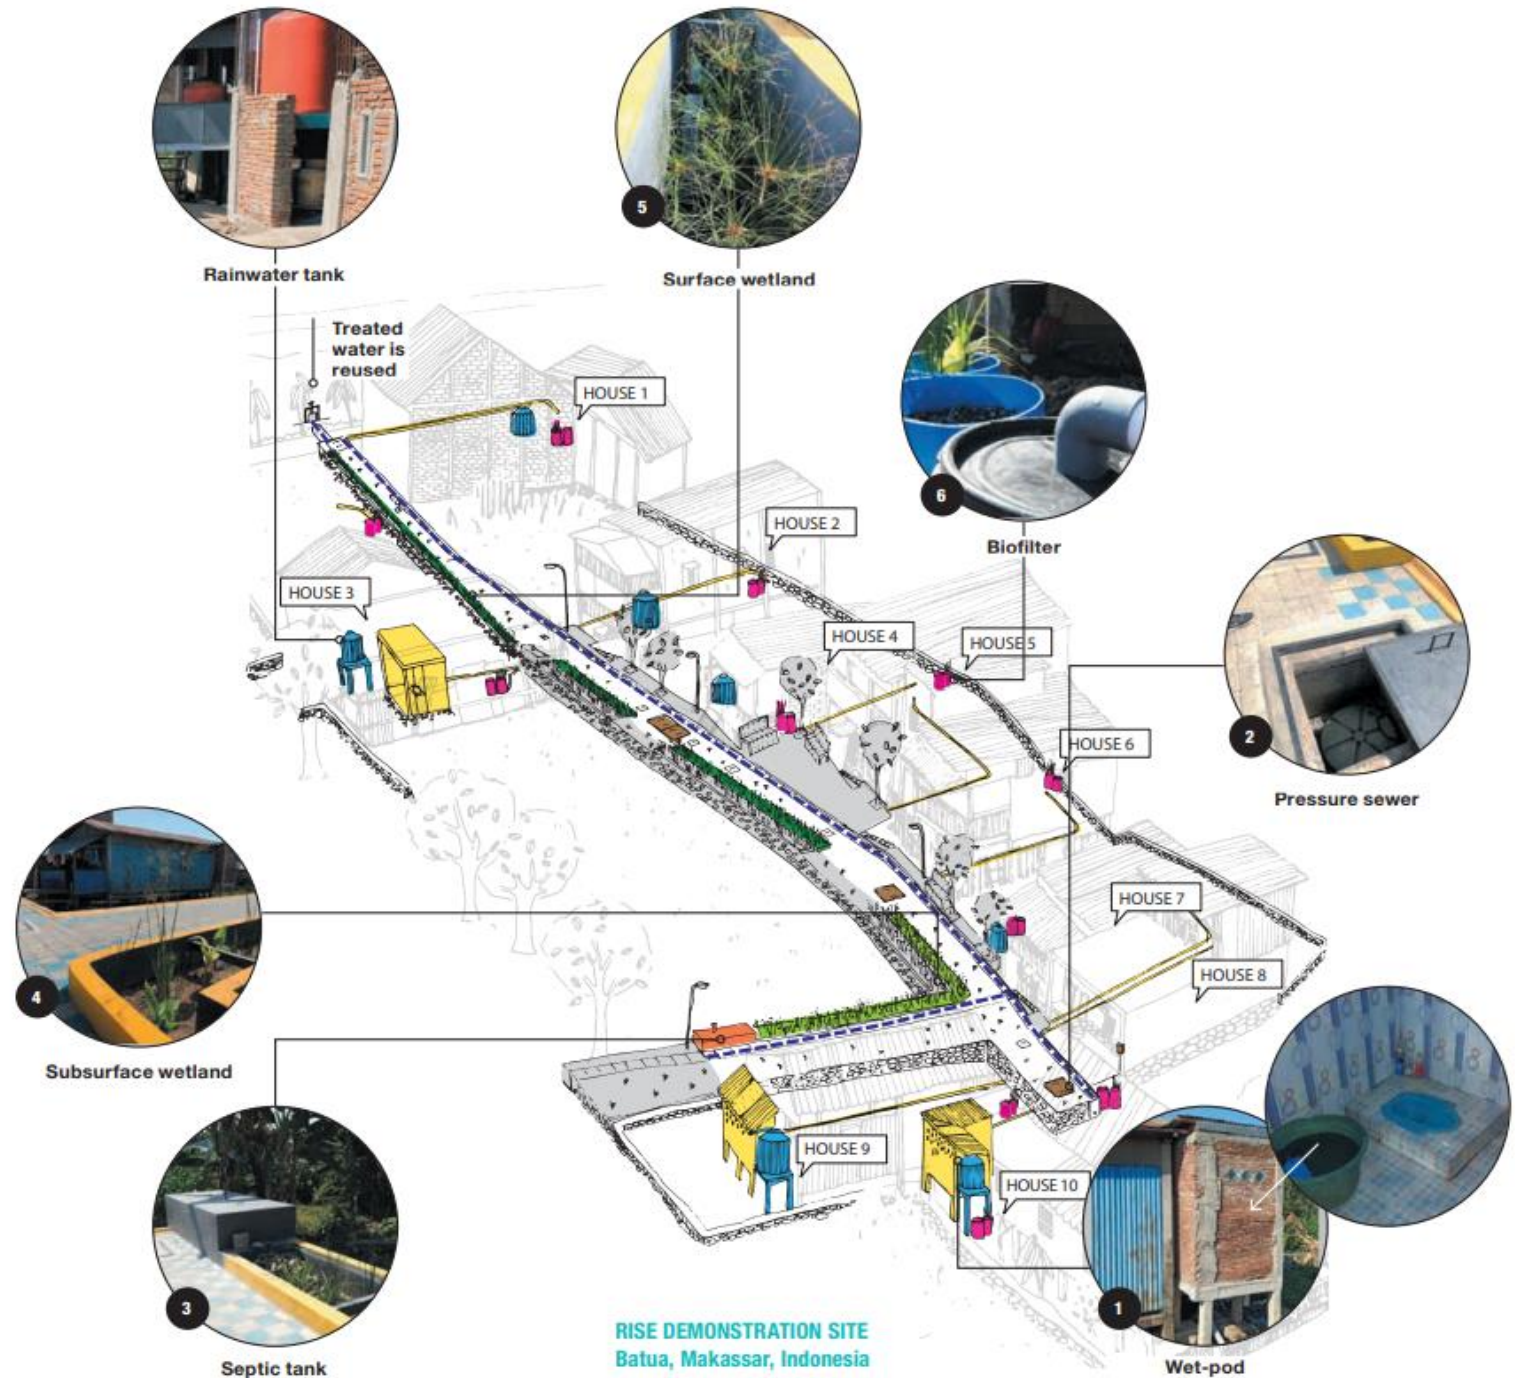 5
Rainwater tank
Surface wetland
Treated
water is
reused
HOUSE 1
6
HOUSE 2
Biofilter
HOUSE 3
HOUSE 4
HOUSE 5
2
HOUSE 6
Pressure sewer
HOUSE 7
HOUSE 8
4
Subsurface wetland
HOUSE 9
HOUSE 10
3
1
RISE DEMONSTRATION SITE
Batua, Makassar, Indonesia
Septic tank
Wet-pod